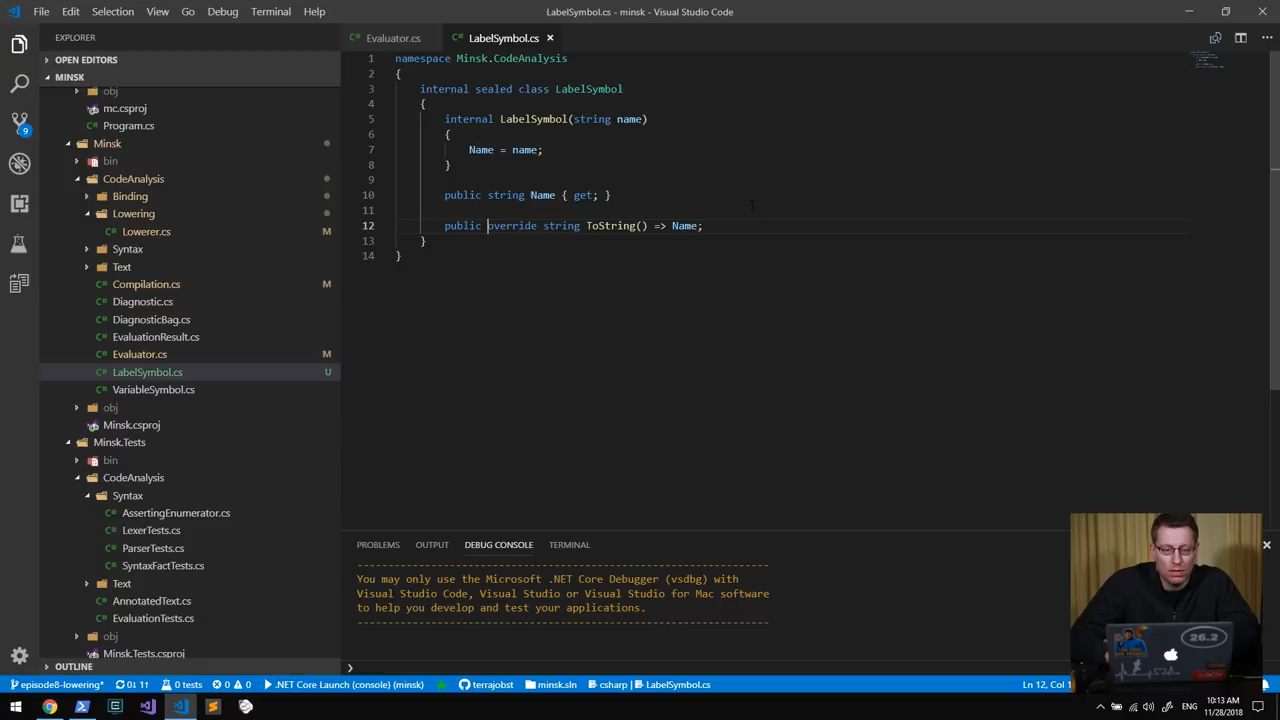 File Edit Selection View Go Debug Terminal Help
LabelSymbol.cs - minsk - Visual Studio Code
EXPLORER
OPEN EDITORS
MINSK
obj
mc.csproj
Program.cs
Minsk
bin
CodeAnalysis
Binding
Lowering
Lowerer.cs
Syntax
Text
Compilation.cs M
Diagnostic.cs
DiagnosticBag.cs
EvaluationResult.cs
Evaluator.cs M
LabelSymbol.cs U
VariableSymbol.cs
obj
Minsk.csproj
Minsk.Tests
bin
CodeAnalysis
Syntax
AssertingEnumerator.cs
LexerTests.cs
ParserTests.cs
SyntaxFactTests.cs
Text
AnnotatedText.cs
EvaluationTests.cs
obj
Minsk.Tests.csproj
OUTLINE
9
Evaluator.cs LabelSymbol.cs
1 namespace Minsk.CodeAnalysis
2 {
3 internal sealed class LabelSymbol
4 {
5 internal LabelSymbol(string name)
6 {
7 Name = name;
8 }
9
10 public string Name { get; }
11
12 public override string ToString() => Name;
13 }
14 }
PROBLEMS OUTPUT DEBUG CONSOLE TERMINAL
You may only use the Microsoft .NET Core Debugger (vsdbg) with
Visual Studio Code, Visual Studio or Visual Studio for Mac software
to help you develop and test your applications.
26.2
episode8-lowering* 0↓ 11 0 tests 0 0 .NET Core Launch (console) (minsk) terrajobst minsk.sln csharp | LabelSymbol.cs Ln 12, Col 1
10:13 AM
11/28/2018